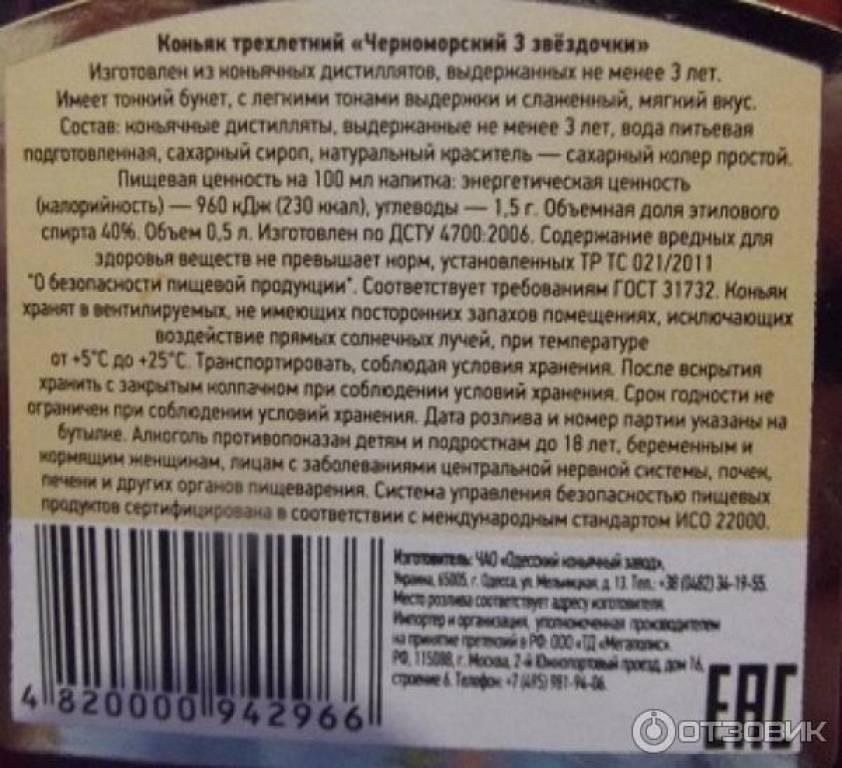 Коньяк трехлетний «Черноморский 3 звёздочки»
Изготовлен из коньячных дистиллятов, выдержанных не менее 3 лет.
Имеет тонкий букет, с легкими тонами выдержки и слаженный, мягкий вкус.
Состав: коньячные дистилляты, выдержанные не менее 3 лет, вода питьевая
подготовленная, сахарный сироп, натуральный краситель — сахарный колер простой.
Пищевая ценность на 100 мл напитка: энергетическая ценность
(калорийность) — 960 кДж (230 ккал), углеводы — 1,5 г. Объемная доля этилового
спирта 40%. Объем 0,5 л. Изготовлен по ДСТУ 4700:2006. Содержание вредных для
здоровья веществ не превышает норм, установленных ТР ТС 021/2011
"О безопасности пищевой продукции". Соответствует требованиям ГОСТ 31732. Коньяк
хранят в вентилируемых, не имеющих посторонних запахов помещениях, исключающих
воздействие прямых солнечных лучей, при температуре
от +5°С до +25°С. Транспортировать, соблюдая условия хранения. После вскрытия
хранить с закрытым колпачком при соблюдении условий хранения. Срок годности не
ограничен при соблюдении условий хранения. Дата розлива и номер партии указаны на
бутылке. Алкоголь противопоказан детям и подросткам до 18 лет, беременным и
кормящим женщинам, лицам с заболеваниями центральной нервной системы, почек,
печени и других органов пищеварения. Система управления безопасностью пищевых
продуктов сертифицирована в соответствии с международным стандартом ИСО 22000.
Изготовитель: ЧАО «Одесский коньячный завод»,
Украина, 65005, г. Одесса, ул. Мельницкая, д. 13. Тел.: +38 (0482) 34-19-55.
Место розлива соответствует адресу изготовителя.
Импортер и организация, уполномоченная производителем
на принятие претензий в РФ: ООО «ТД «Мегаполис».
РФ, 115088, г. Москва, 2-й Южнопортовый проезд, дом 16,
строение 6. Телефон: +7 (495) 981-94-06.
4 820000 942966
EAC
ОТЗОВИК